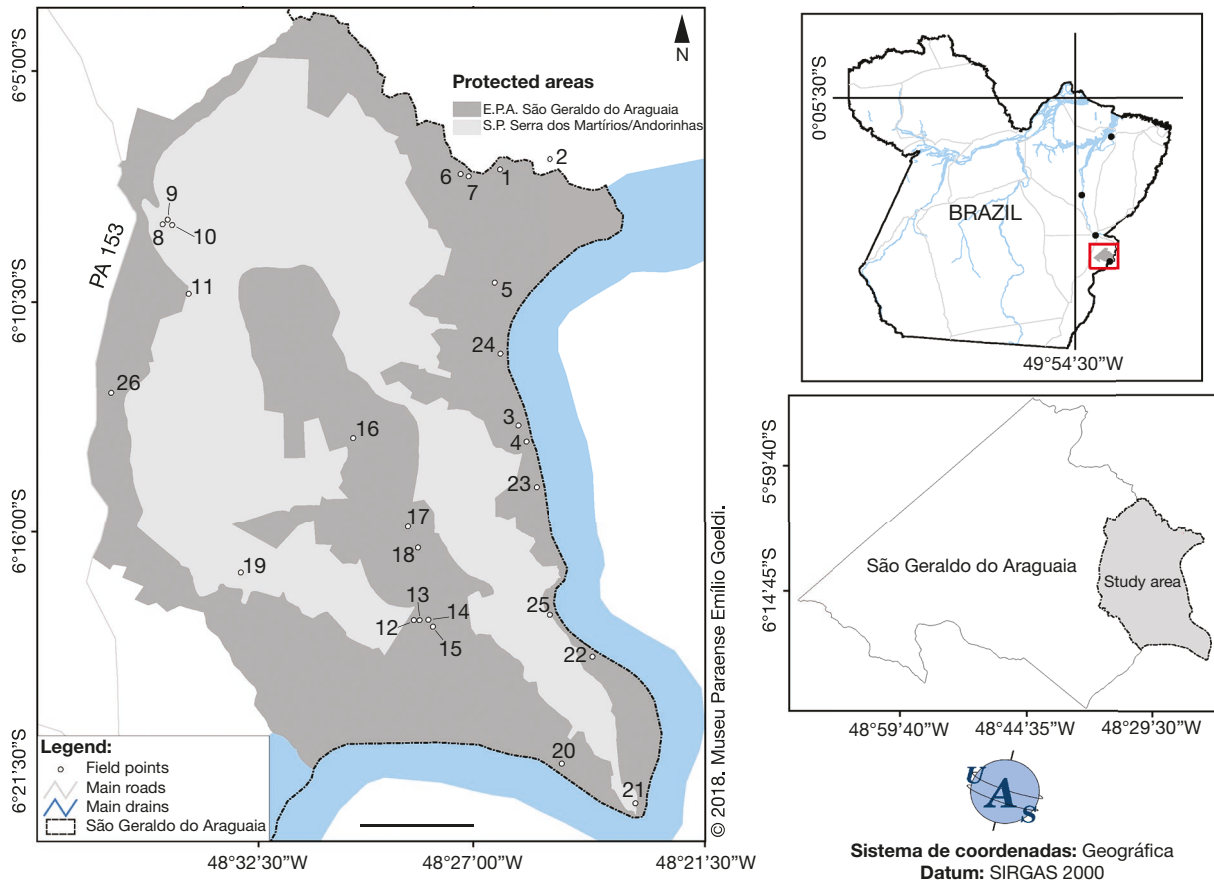 N
Protected areas
E.P.A. São Geraldo do Araguaia
S.P. Serra dos Martírios/Andorinhas
6°5'00"S
6°10'30"S
6°16'00"S
6°21'30"S
PA 153
2
1
6
7
9
8
10
11
5
24
26
3
4
16
23
17
18
19
13
14
12
15
25
22
20
21
Legend:
Field points
Main roads
Main drains
São Geraldo do Araguaia
48°32'30"W
48°27'00"W
48°21'30"W
© 2018. Museu Paraense Emílio Goeldi.
0°05'30"S
BRAZIL
49°54'30"W
5°59'40"S
6°14'45"S
São Geraldo do Araguaia
Study area
48°59'40"W
48°44'35"W
48°29'30"W
U A S
Sistema de coordenadas: Geográfica
Datum: SIRGAS 2000